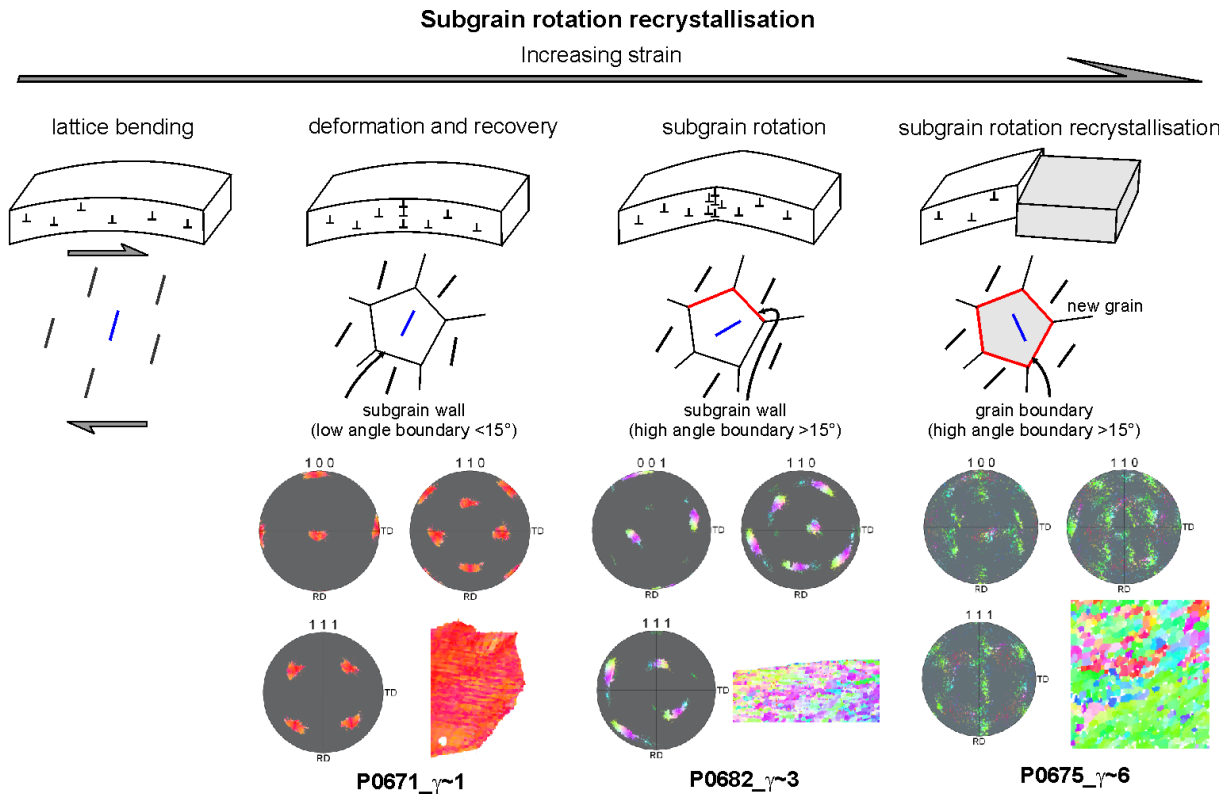 Subgrain rotation recrystallisation
Increasing strain
lattice bending
deformation and recovery
subgrain rotation
subgrain rotation recrystallisation
new grain
subgrain wall
(low angle boundary <15°)
subgrain wall
(high angle boundary >15°)
grain boundary
(high angle boundary >15°)
1 0 0
TD
RD
1 1 0
TD
RD
0 0 1
TD
RD
1 1 0
TD
RD
1 0 0
TD
RD
1 1 0
TD
RD
1 1 1
TD
RD
1 1 1
TD
RD
1 1 1
TD
RD
P0671_γ~1
P0682_γ~3
P0675_γ~6